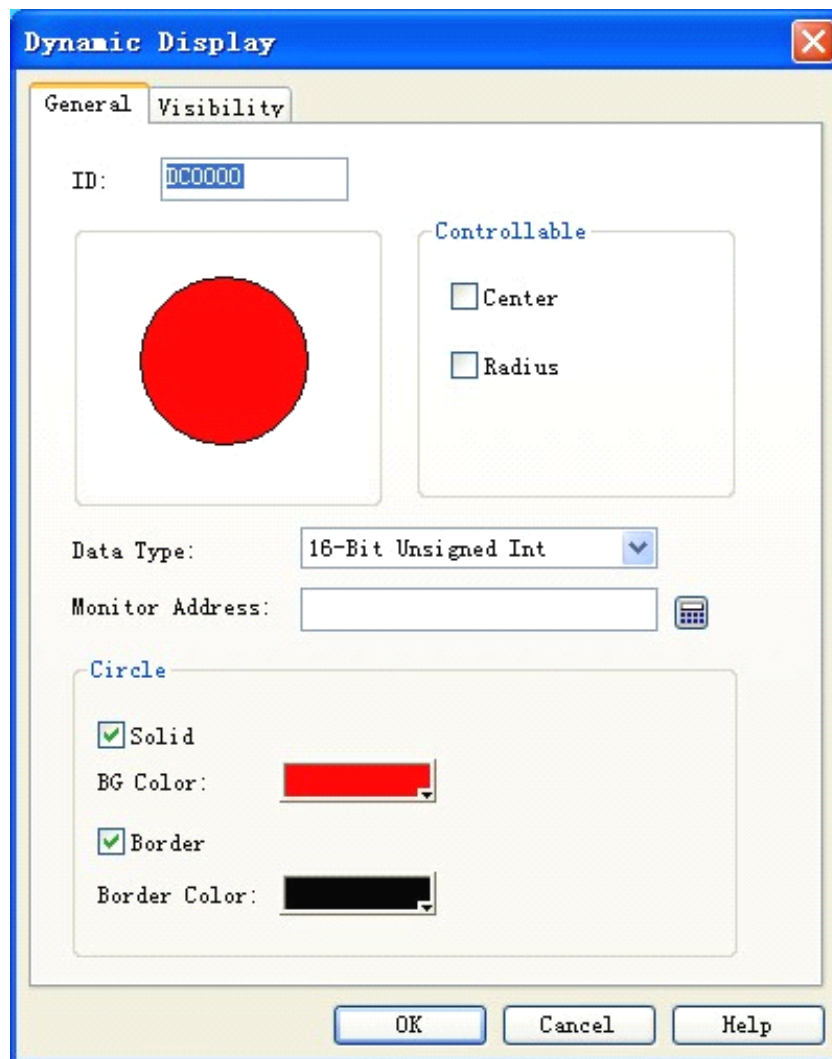 Dynamic Display
General Visibility
ID: DC0000
Controllable
Center
Radius
Data Type: 16-Bit Unsigned Int
Monitor Address:
Circle
Solid
BG Color:
Border
Border Color:
OK Cancel Help